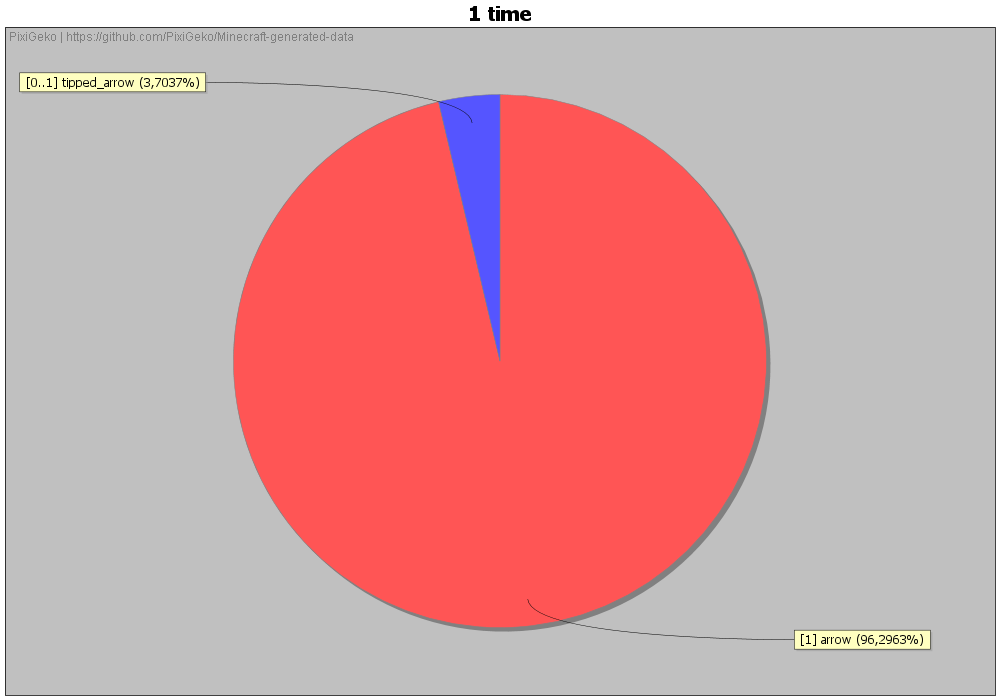 1 time
PixiGeko | https://github.com/PixiGeko/Minecraft-generated-data
[0..1] tipped_arrow (3,7037%)
[1] arrow (96,2963%)